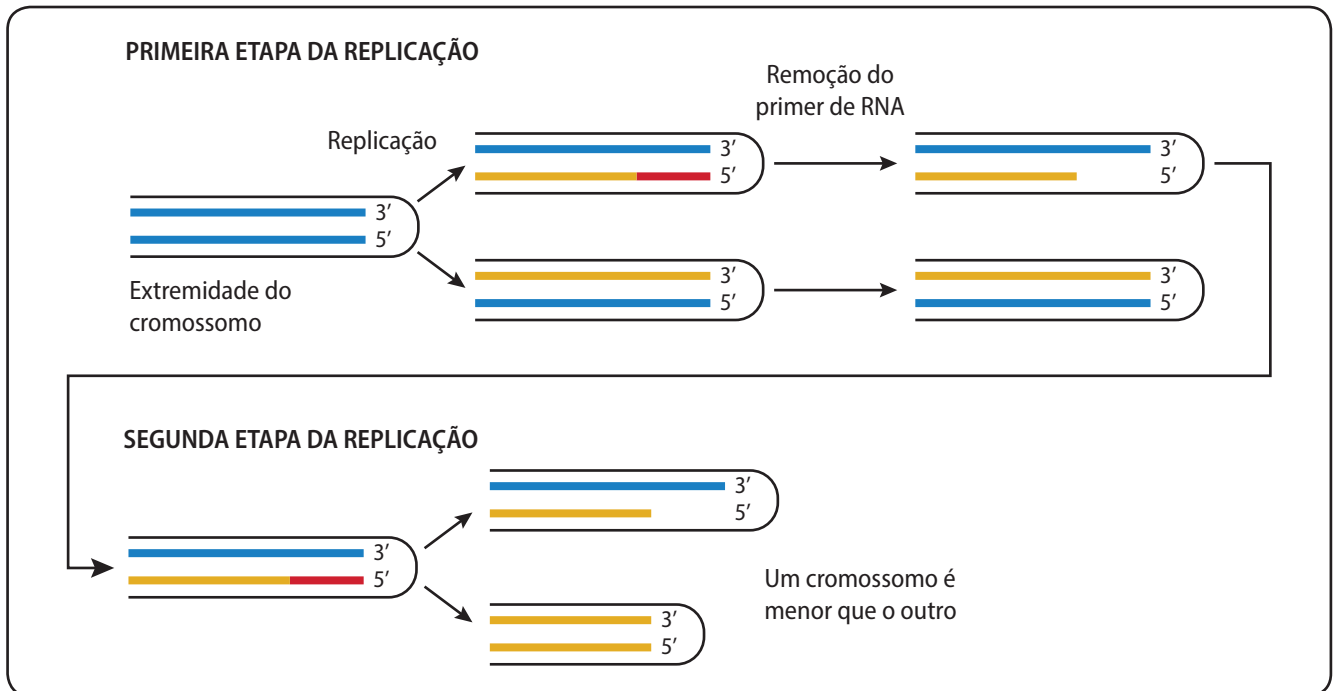 PRIMEIRA ETAPA DA REPLICAÇÃO
Remoção do
primer de RNA
Replicação
3′
5′
3′
5′
3′
5′
Extremidade do
cromossomo
3′
5′
3′
5′
SEGUNDA ETAPA DA REPLICAÇÃO
3′
5′
3′
5′
Um cromossomo é
menor que o outro
3′
5′